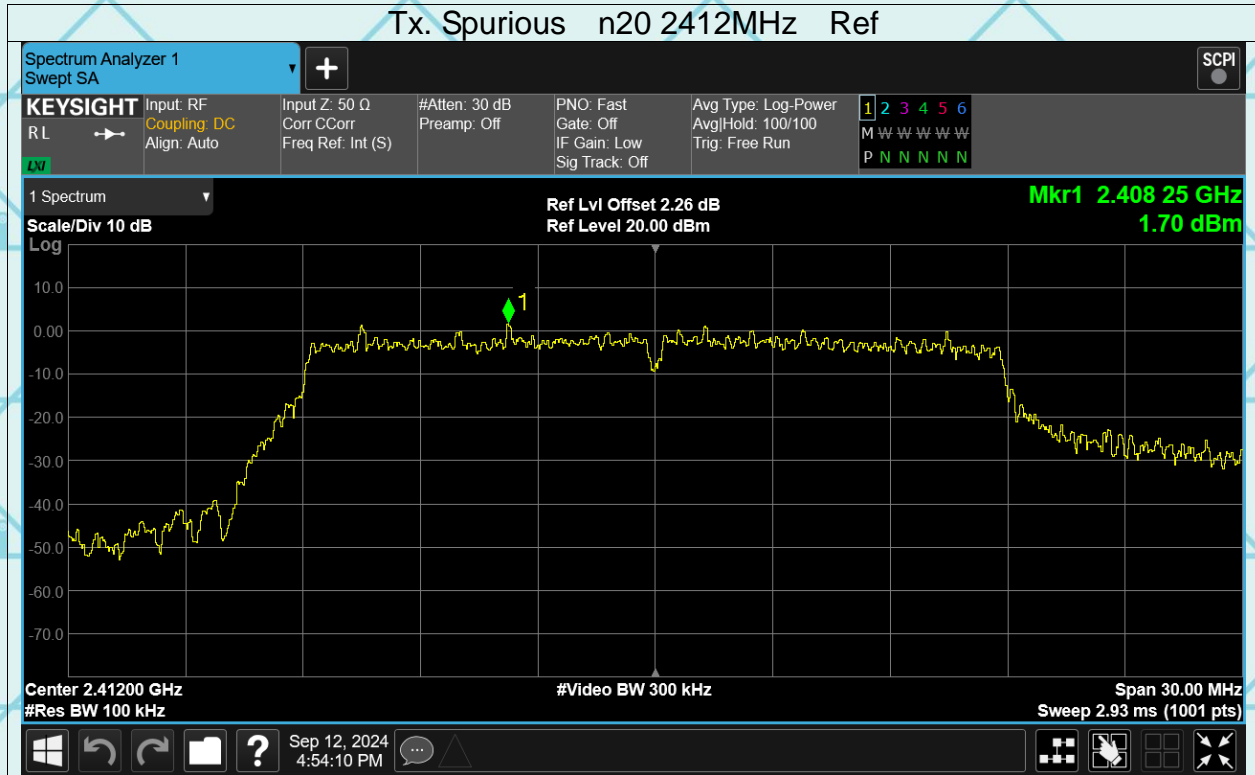 Tx. Spurious n20 2412MHz Ref
Spectrum Analyzer 1
Swept SA
+
SCPI
KEYSIGHT Input: RF Input Z: 50 Ω #Atten: 30 dB PNO: Fast Avg Type: Log-Power 1 2 3 4 5 6
RL Coupling: DC Corr CCorr Preamp: Off Gate: Off Avg|Hold: 100/100 M W W W W W W
Align: Auto Freq Ref: Int (S) IF Gain: Low Trig: Free Run
LXI Sig Track: Off P N N N N N
1 Spectrum
Ref Lvl Offset 2.26 dB Mkr1 2.408 25 GHz
Scale/Div 10 dB Ref Level 20.00 dBm 1.70 dBm
Log
10.0
1
0.00
-10.0
-20.0
-30.0
-40.0
-50.0
-60.0
-70.0
Center 2.41200 GHz #Video BW 300 kHz Span 30.00 MHz
#Res BW 100 kHz Sweep 2.93 ms (1001 pts)
?
Sep 12, 2024
4:54:10 PM